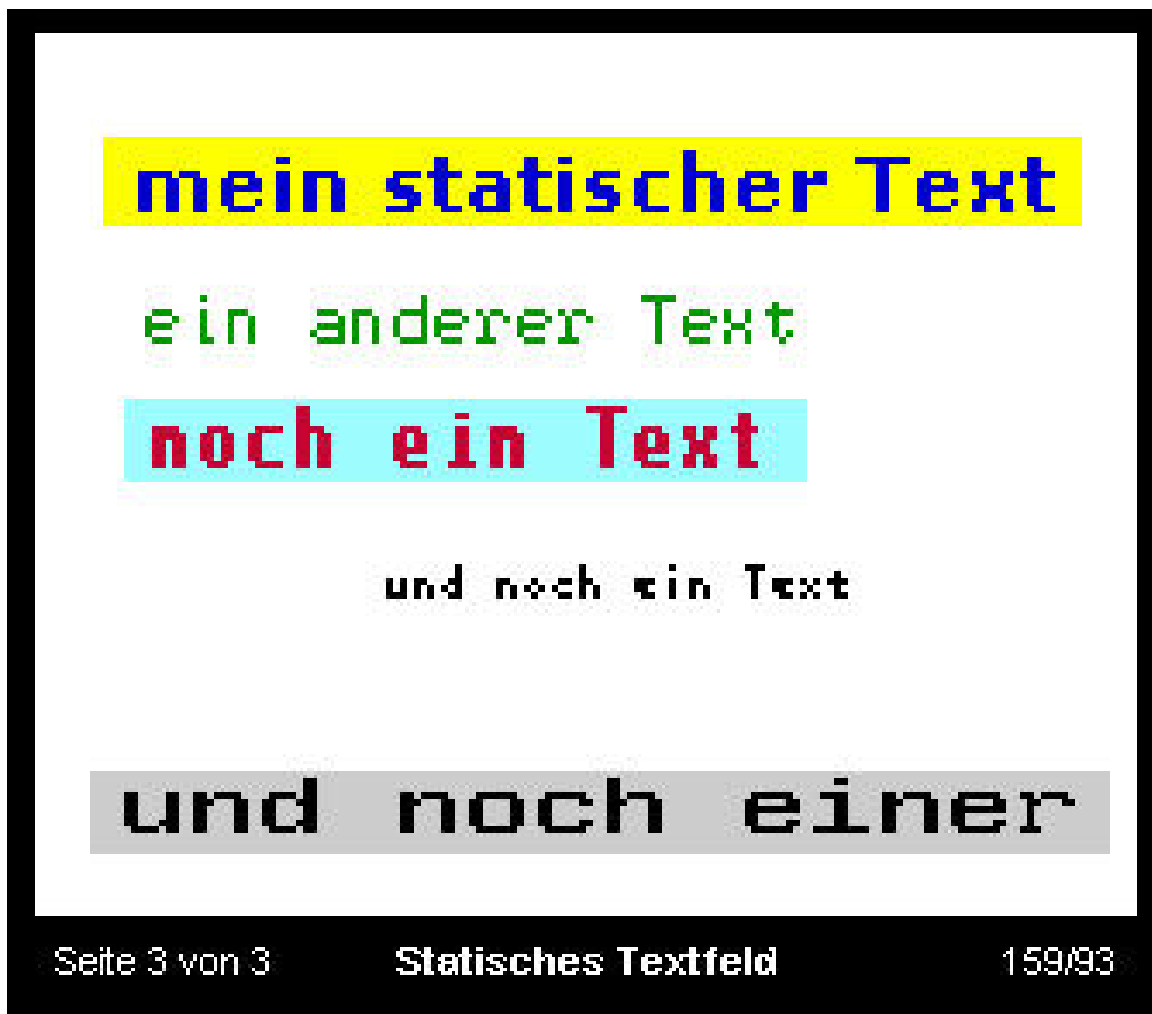 mein statischer Text
ein anderer Text
noch ein Text
und noch ein Text
und noch einer
Seite 3 von 3 Statisches Textfeld 159/93